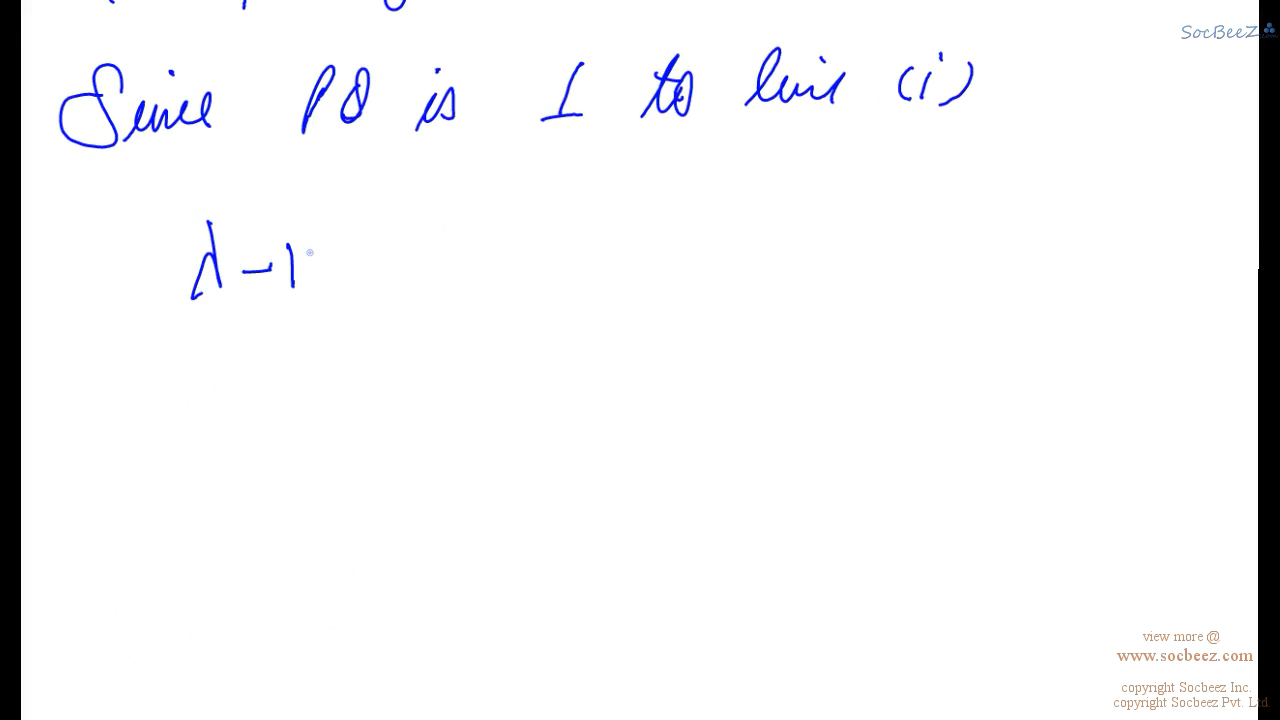 SocBeeZ
Since PQ is ⊥ to line (i)
λ - 1
view more @
www.socbeez.com
copyright Socbeez Inc.
copyright Socbeez Pvt. Ltd.